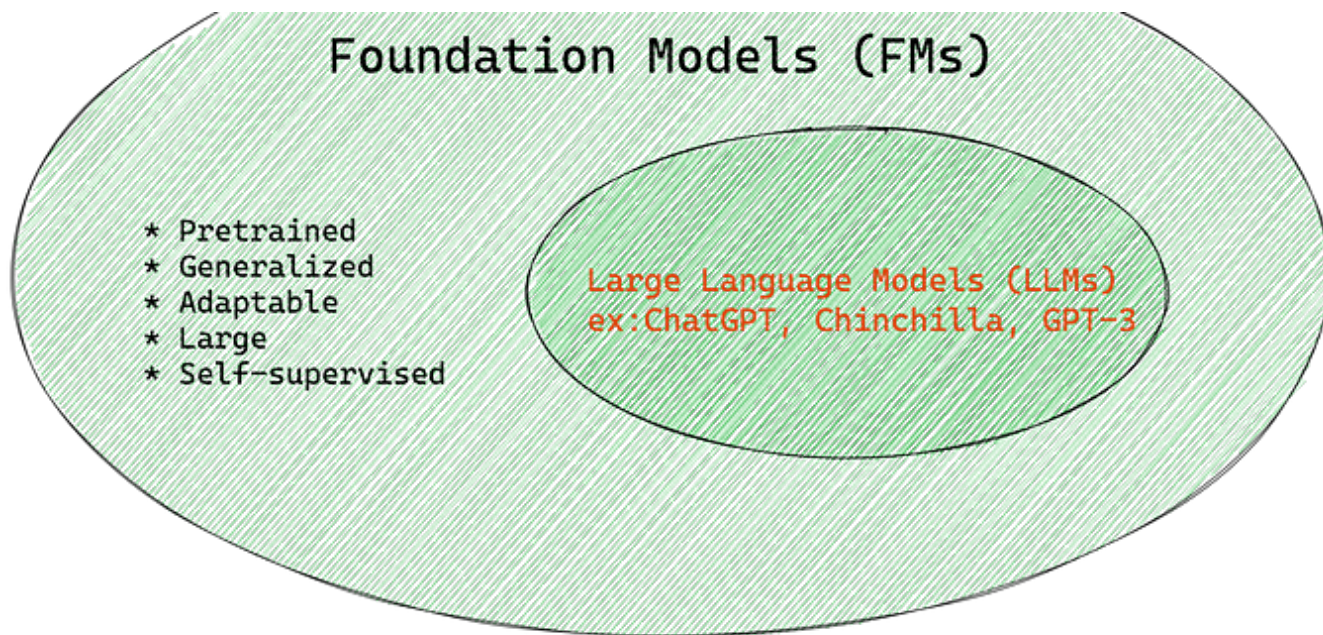 Foundation Models (FMs)
* Pretrained
* Generalized
* Adaptable
* Large
* Self-supervised
Large Language Models (LLMs)
ex:ChatGPT, Chinchilla, GPT-3